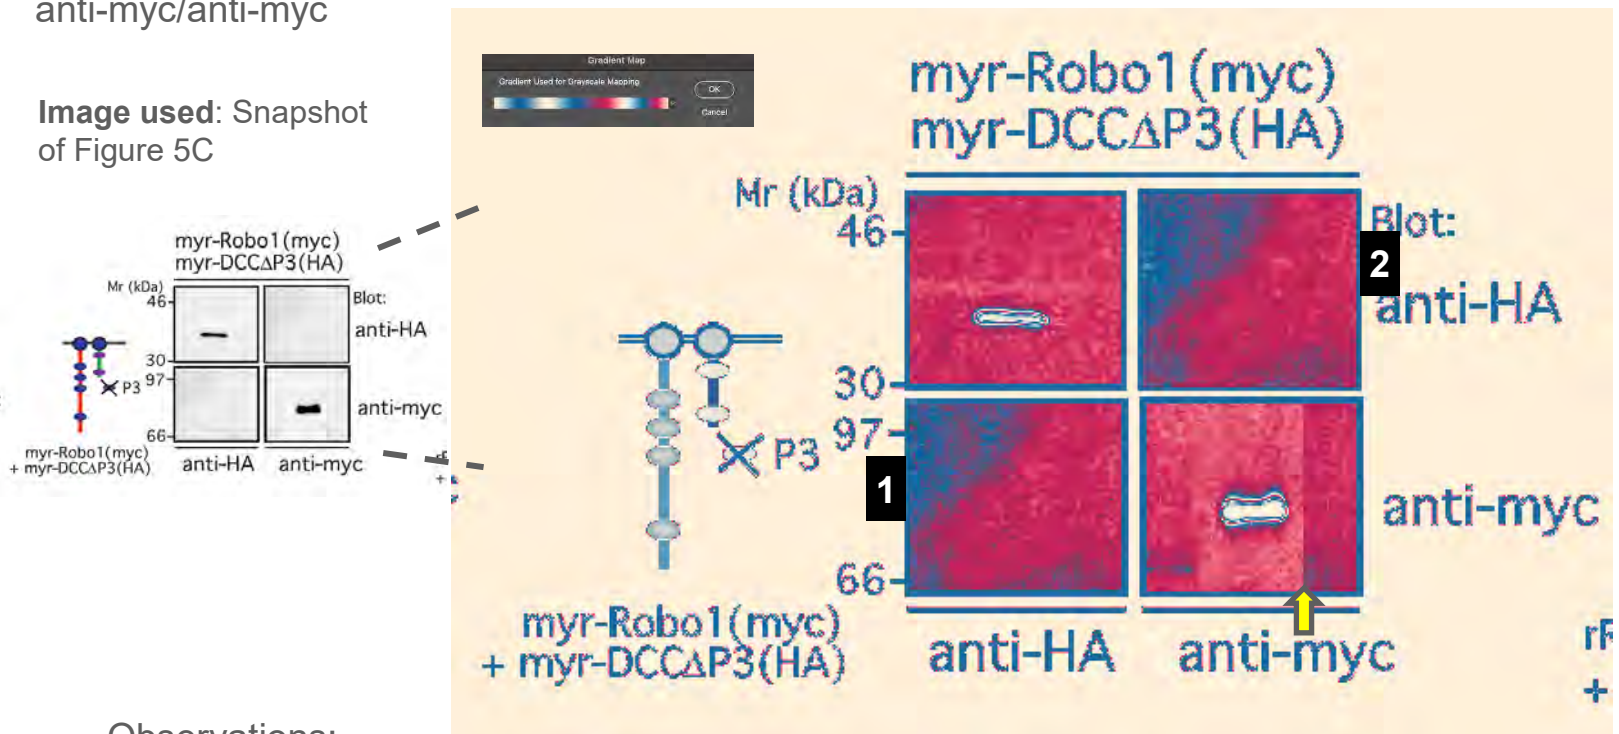 anti-myc/anti-myc
Image used: Snapshot
of Figure 5C
myr-Robo1(myc)
myr-DCCΔP3(HA)
Mr (kDa)
46
Blot:
anti-HA
30
97
P3
anti-myc
66
myr-Robo1(myc)
+ myr-DCCΔP3(HA)
anti-HA
anti-myc
Gradient Map
Gradient Used for Grayscale Mapping
OK
Cancel
myr-Robo1(myc)
myr-DCCΔP3(HA)
Mr (kDa)
46
Blot:
2
anti-HA
30
97
P3
1
anti-myc
66
myr-Robo1(myc)
+ myr-DCCΔP3(HA)
anti-HA
anti-myc
rR
+
Observations: